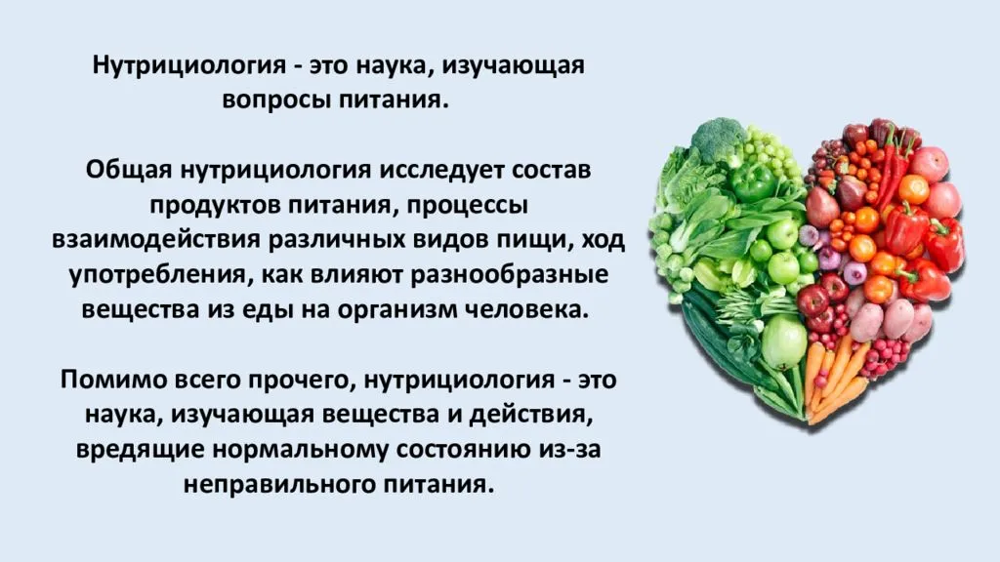 Нутрициология - это наука, изучающая
вопросы питания.
Общая нутрициология исследует состав
продуктов питания, процессы
взаимодействия различных видов пищи, ход
употребления, как влияют разнообразные
вещества из еды на организм человека.
Помимо всего прочего, нутрициология - это
наука, изучающая вещества и действия,
вредящие нормальному состоянию из-за
неправильного питания.